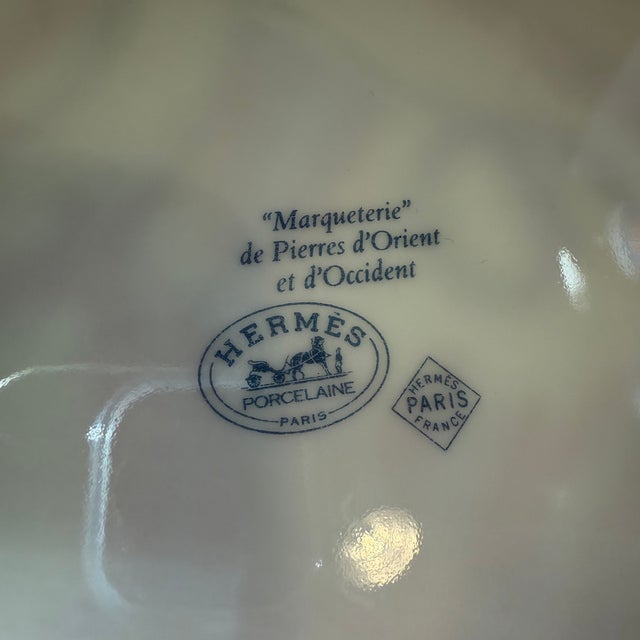 “Marqueterie”
de Pierres d'Orient
et d'Occident
HERMÈS
PORCELAINE
PARIS
HERMÈS
PARIS
FRANCE